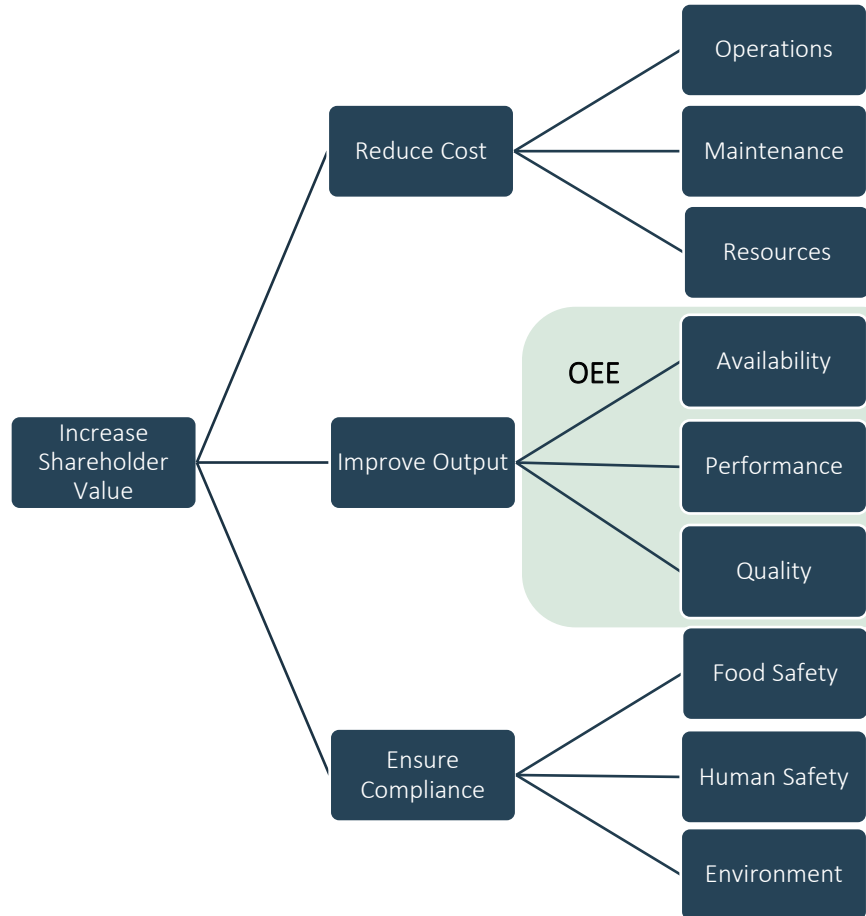 Operations
Reduce Cost
Maintenance
Resources
OEE
Availability
Increase
Shareholder
Value
Improve Output
Performance
Quality
Food Safety
Ensure
Compliance
Human Safety
Environment